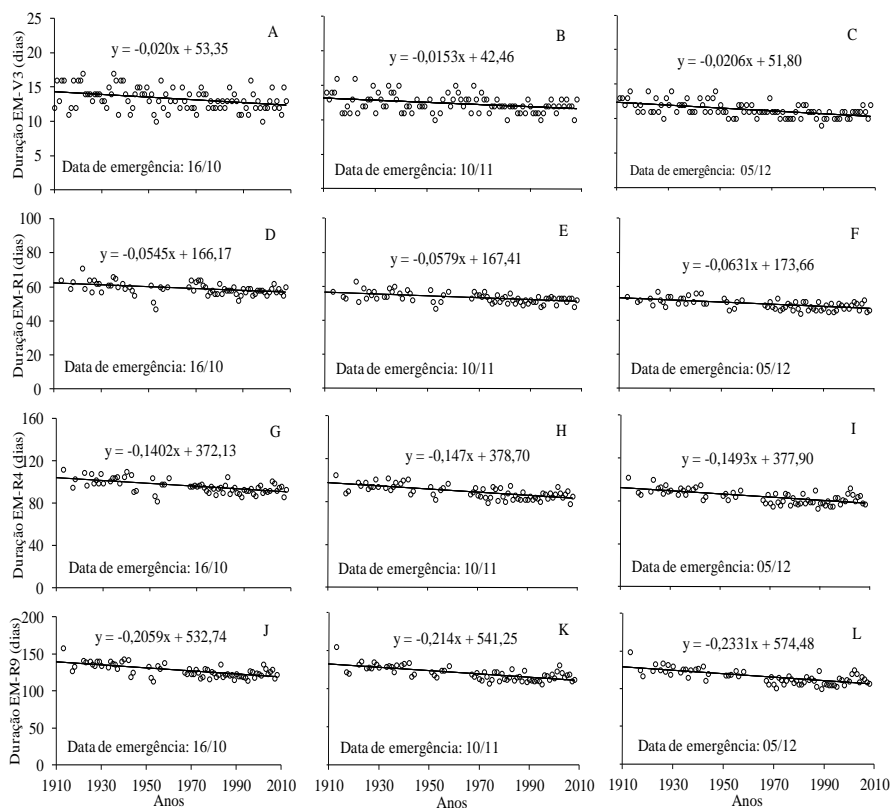 25
20
15
10
5
0
Duração EM-V3 (dias)
A
y = -0,020x + 53,35
Data de emergência: 16/10
B
y = -0,0153x + 42,46
Data de emergência: 10/11
C
y = -0,0206x + 51,80
Data de emergência: 05/12
100
80
60
40
20
0
Duração EM-R1 (dias)
D
y = -0,0545x + 166,17
Data de emergência: 16/10
E
y = -0,0579x + 167,41
Data de emergência: 10/11
F
y = -0,0631x + 173,66
Data de emergência: 05/12
160
120
80
40
0
Duração EM-R4 (dias)
G
y = -0,1402x + 372,13
Data de emergência: 16/10
H
y = -0,147x + 378,70
Data de emergência: 10/11
I
y = -0,1493x + 377,90
Data de emergência: 05/12
200
150
100
50
0
Duração EM-R9 (dias)
J
y = -0,2059x + 532,74
Data de emergência: 16/10
K
y = -0,214x + 541,25
Data de emergência: 10/11
L
y = -0,2331x + 574,48
Data de emergência: 05/12
1910 1930 1950 1970 1990 2010
1910 1930 1950 1970 1990 2010
1910 1930 1950 1970 1990 2010
Anos
Anos
Anos